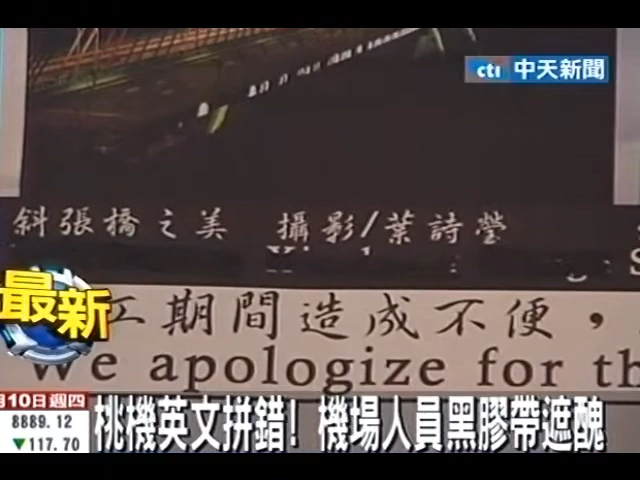 cti 中天新聞
斜張橋之美 攝影/葉詩瑩
最新
工期間造成不便，
We apologize for th
月10日週四
8889.12
▼117.70
桃機英文拼錯！機場人員黑膠帶遮醜